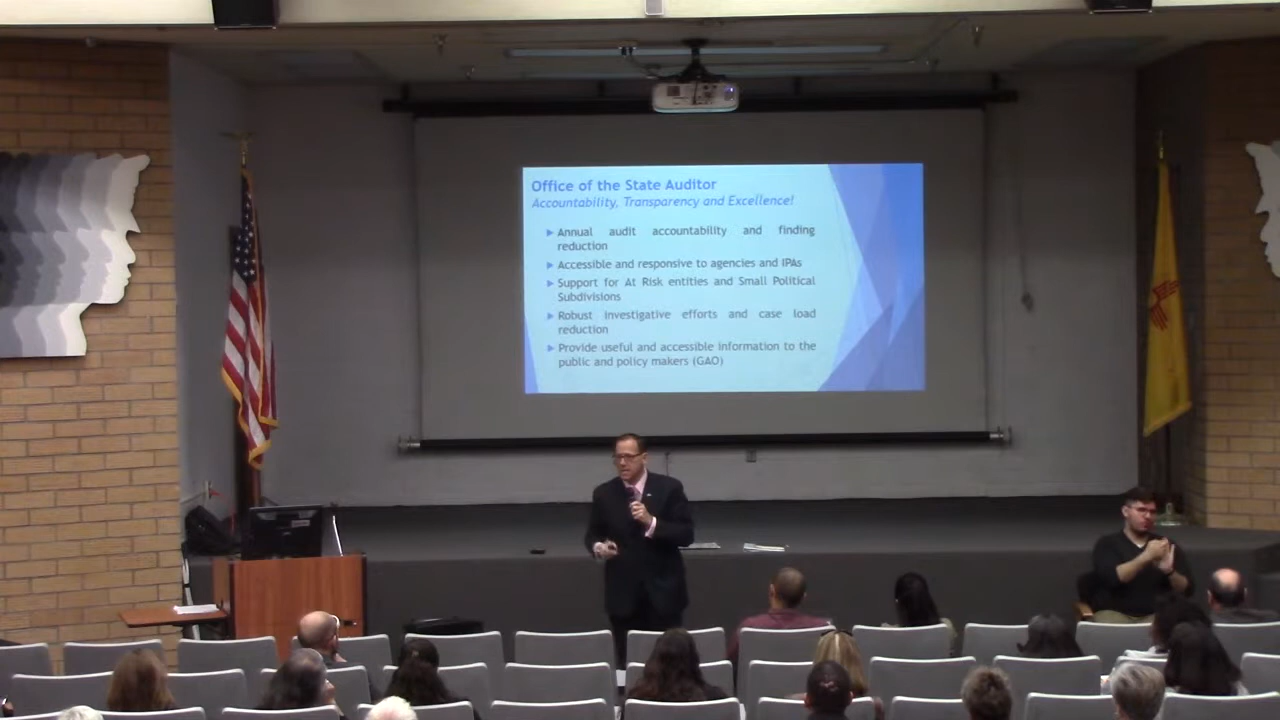 Office of the State Auditor
Accountability, Transparency and Excellence!
Annual audit accountability and finding
reduction
Accessible and responsive to agencies and IPAs
Support for At Risk entities and Small Political
Subdivisions
Robust investigative efforts and case load
reduction
Provide useful and accessible information to the
public and policy makers (GAO)